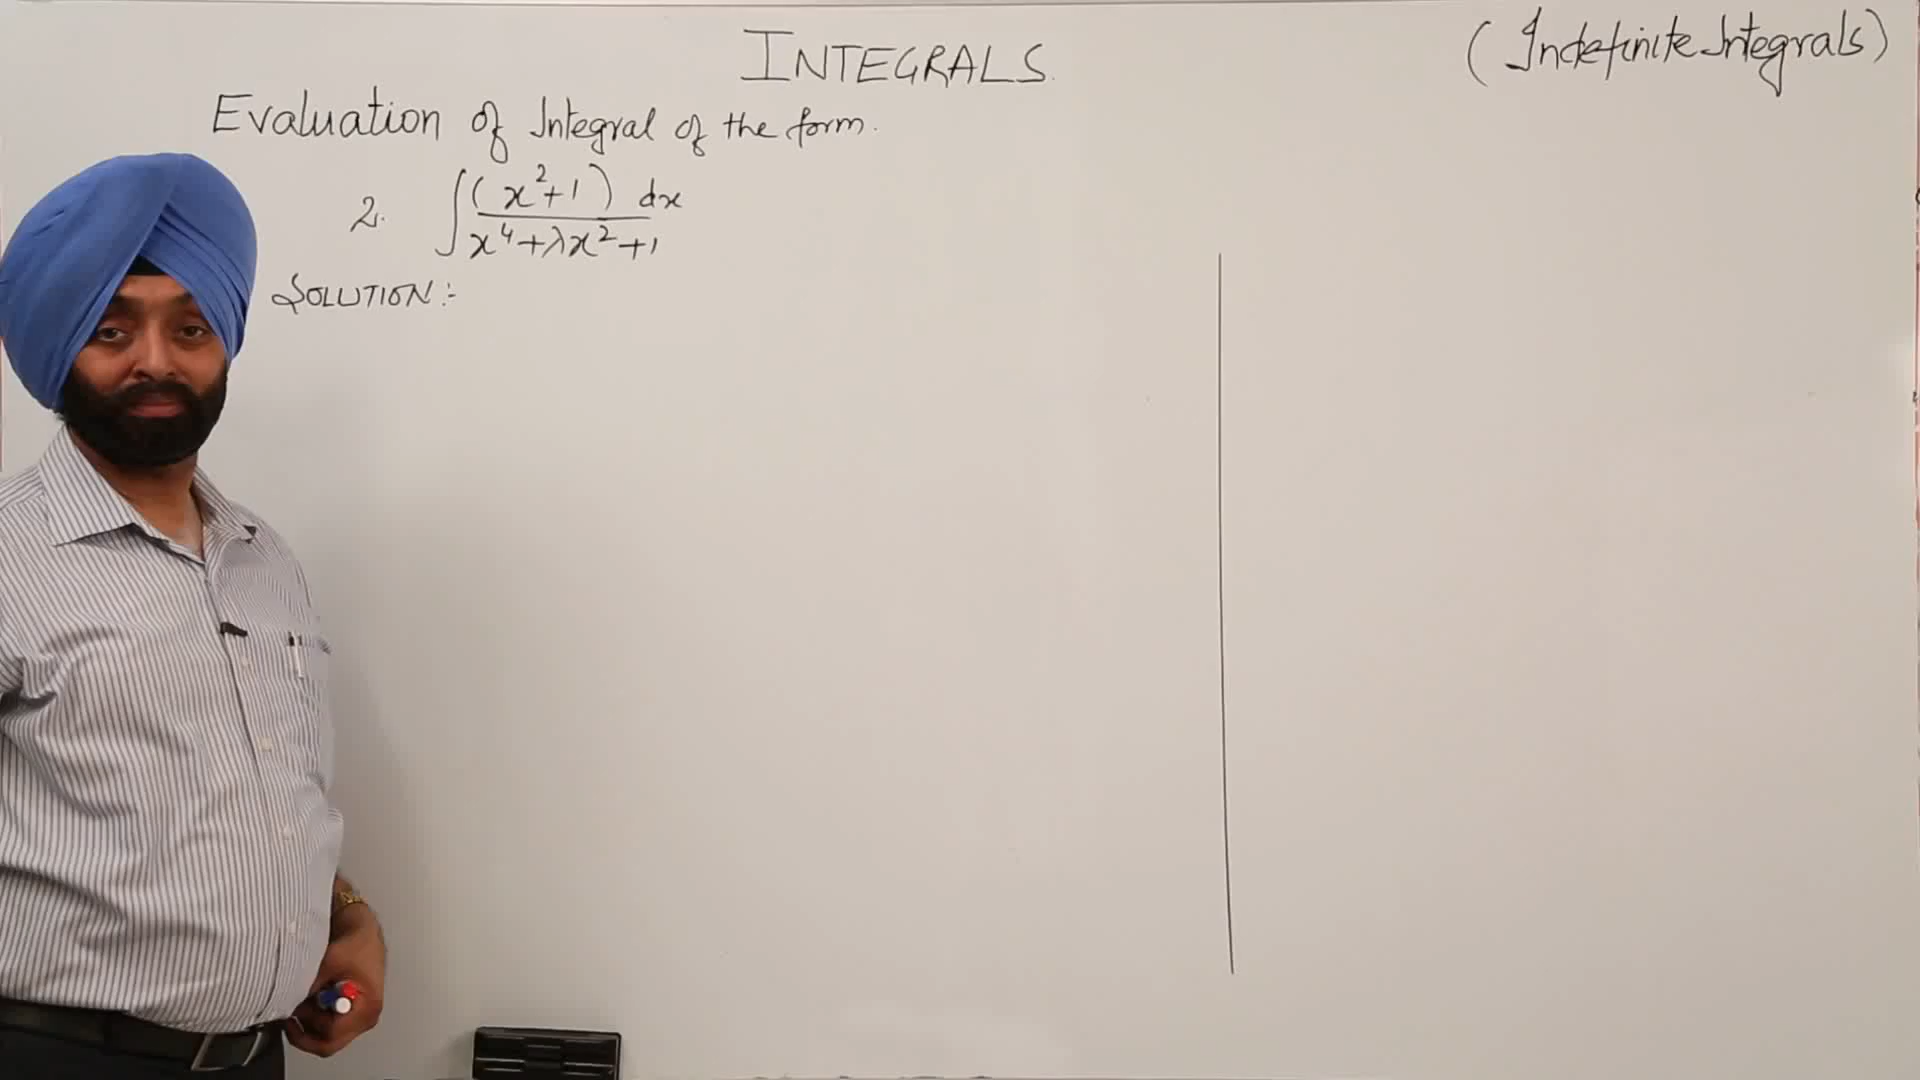 INTEGRALS.
(Indefinite Integrals)
Evaluation of Integral of the form.
2. ∫ (x²+1) dx / x⁴+λx²+1
SOLUTION :-